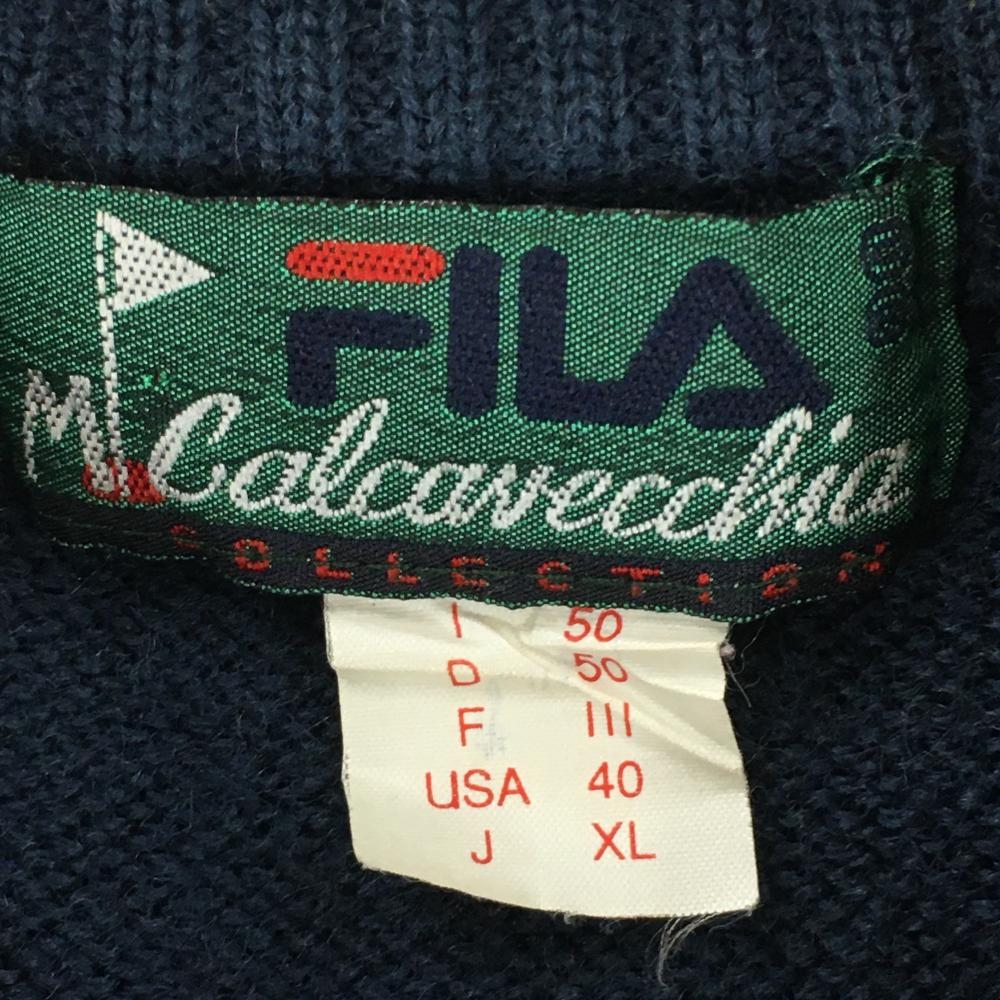 FILA
M. Calcavecchia
COLLECTION
I 50
D 50
F III
USA 40
J XL